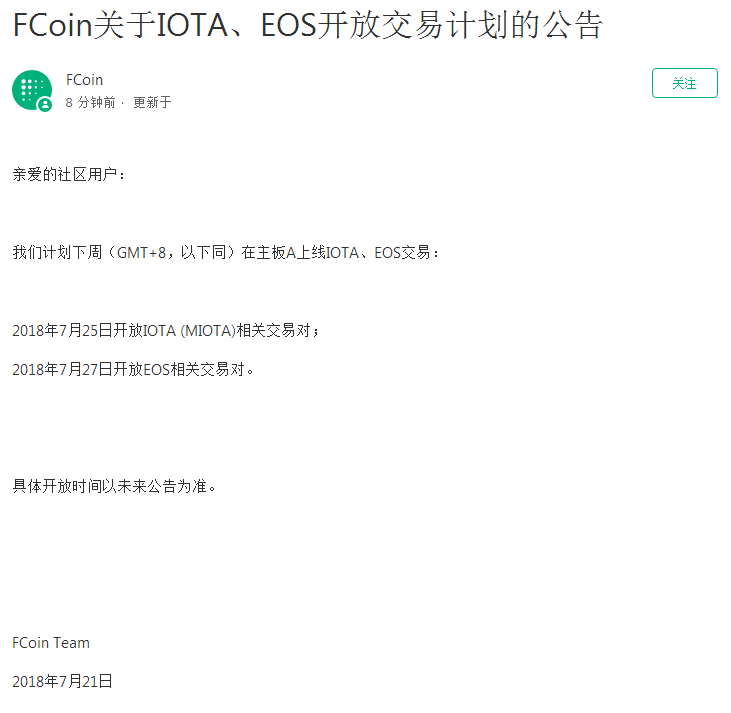 FCoin关于IOTA、EOS开放交易计划的公告
FCoin
关注
8 分钟前 · 更新于
亲爱的社区用户：
我们计划下周（GMT+8，以下同）在主板A上线IOTA、EOS交易：
2018年7月25日开放IOTA (MIOTA)相关交易对；
2018年7月27日开放EOS相关交易对。
具体开放时间以未来公告为准。
FCoin Team
2018年7月21日